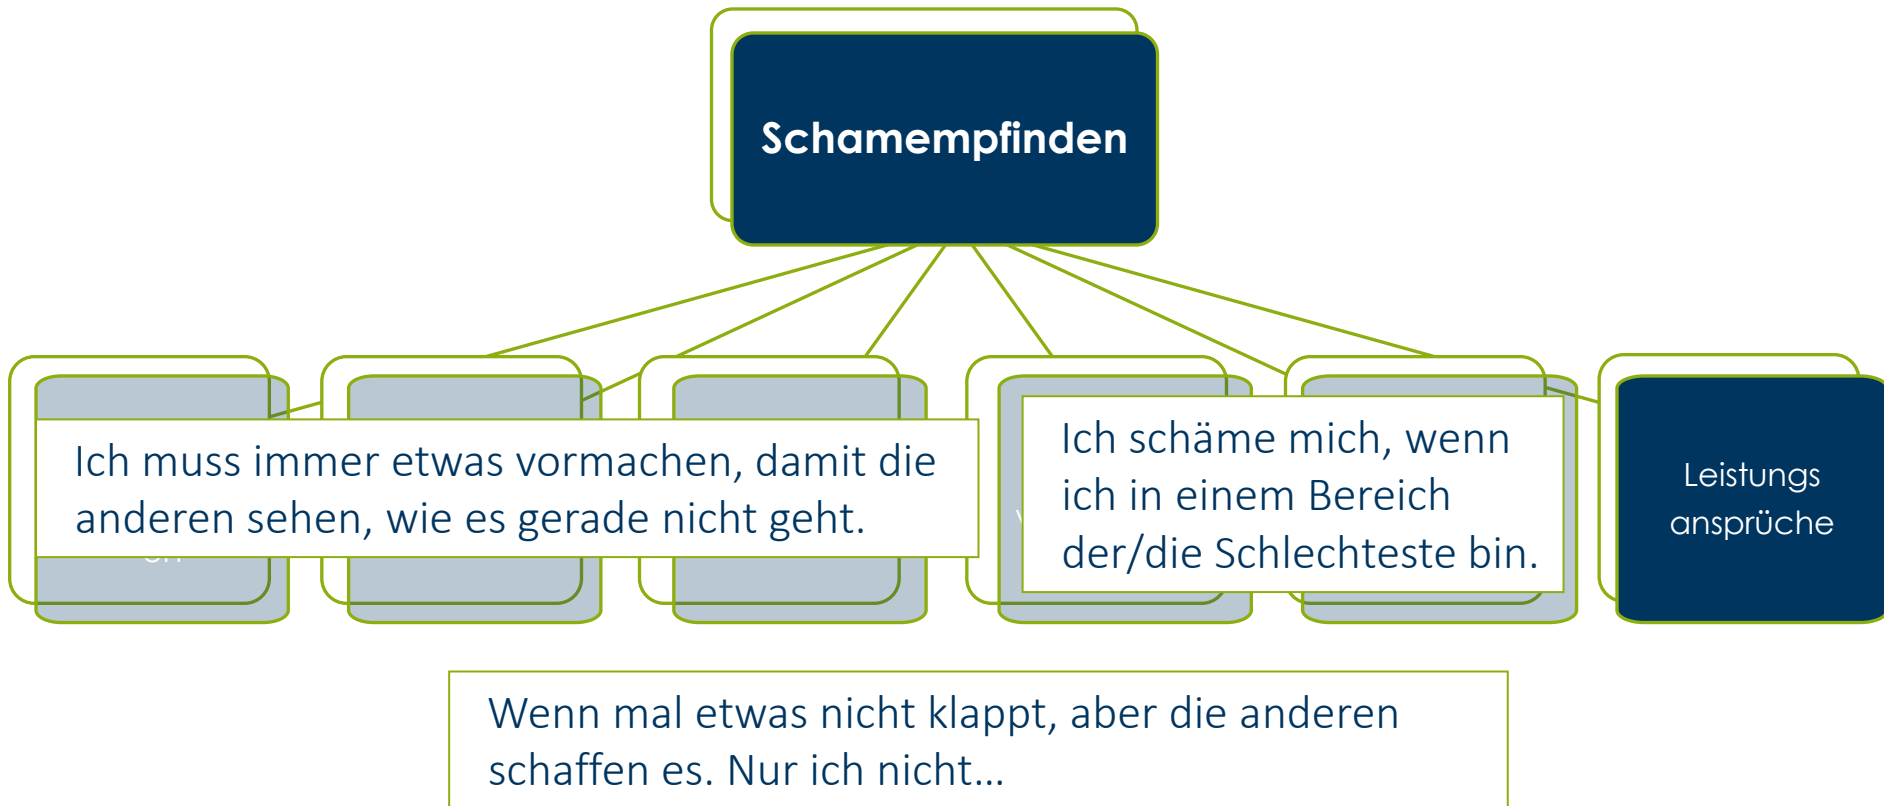 Schamempfinden
Ich muss immer etwas vormachen, damit die
anderen sehen, wie es gerade nicht geht.
Ich schäme mich, wenn
ich in einem Bereich
der/die Schlechteste bin.
Leistungs
ansprüche
Wenn mal etwas nicht klappt, aber die anderen
schaffen es. Nur ich nicht…